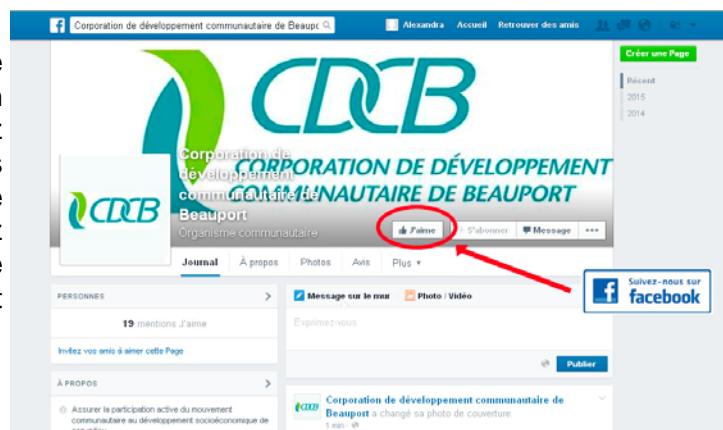 Corporation de développement communautaire de Beaupc
Alexandra Accueil Retrouver des amis
Créer une Page
Récent
2015
2014
CDCB
CORPORATION DE DÉVELOPPEMENT
COMMUNAUTAIRE DE BEAUPORT
CDCB
Corporation de
développement
communautaire de
Beauport
Organisme communautaire
J'aime
S'abonner
Message
Journal À propos Photos Avis Plus
Suivez-nous sur
facebook
PERSONNES
19 mentions J'aime
Invitez vos amis à aimer cette Page
À PROPOS
Assurer la participation active du mouvement
communautaire au développement socioéconomique de
Message sur le mur Photo / Vidéo
Exprimez-vous
Publier
CDCB
Corporation de développement communautaire de
Beauport a changé sa photo de couverture.
1 min